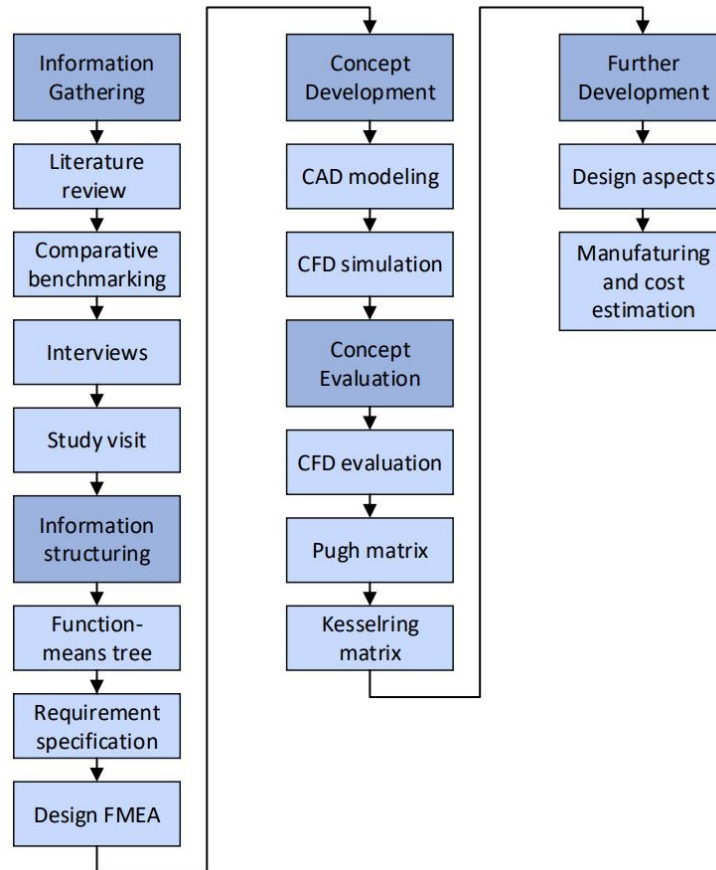 Information
Gathering
Literature
review
Comparative
benchmarking
Interviews
Study visit
Information
structuring
Function-
means tree
Requirement
specification
Design FMEA
Concept
Development
CAD modeling
CFD simulation
Concept
Evaluation
CFD evaluation
Pugh matrix
Kesselring
matrix
Further
Development
Design aspects
Manufaturing
and cost
estimation